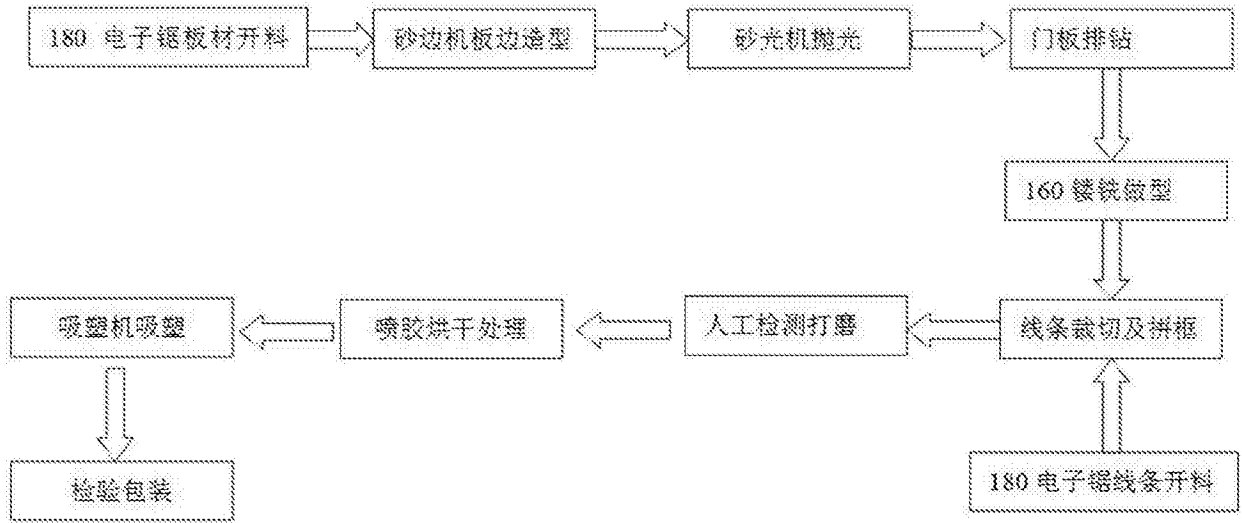 180 电子锯板材开料
砂边机板边造型
砂光机抛光
门板排钻
160 镂铣做型
吸塑机吸塑
喷胶烘干处理
人工检测打磨
线条裁切及拼框
检验包装
180 电子锯线条开料